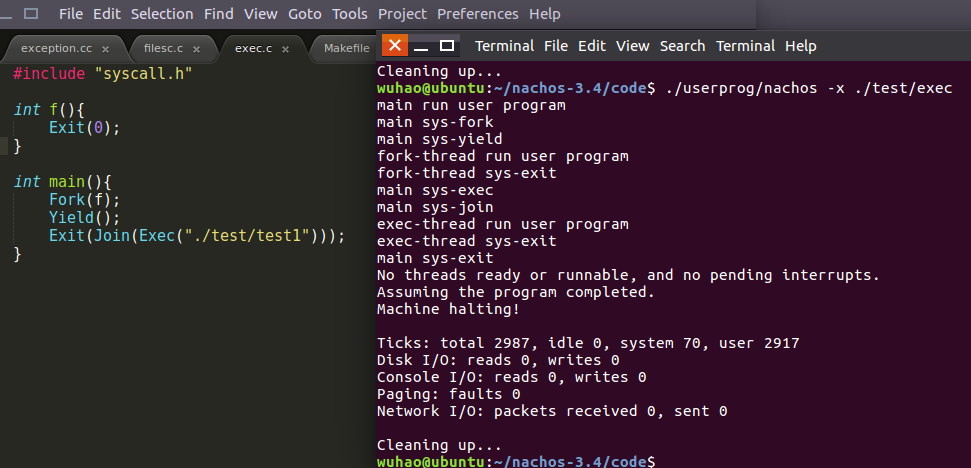 File Edit Selection Find View Goto Tools Project Preferences Help
exception.cc × filesc.c × exec.c × Makefile
#include "syscall.h"
int f(){
Exit(0);
}
int main(){
Fork(f);
Yield();
Exit(Join(Exec("./test/test1")));
}
Terminal File Edit View Search Terminal Help
Cleaning up...
wuhao@ubuntu:~/nachos-3.4/code$ ./userprog/nachos -x ./test/exec
main run user program
main sys-fork
main sys-yield
fork-thread run user program
fork-thread sys-exit
main sys-exec
main sys-join
exec-thread run user program
exec-thread sys-exit
main sys-exit
No threads ready or runnable, and no pending interrupts.
Assuming the program completed.
Machine halting!
Ticks: total 2987, idle 0, system 70, user 2917
Disk I/O: reads 0, writes 0
Console I/O: reads 0, writes 0
Paging: faults 0
Network I/O: packets received 0, sent 0
Cleaning up...
wuhao@ubuntu:~/nachos-3.4/code$